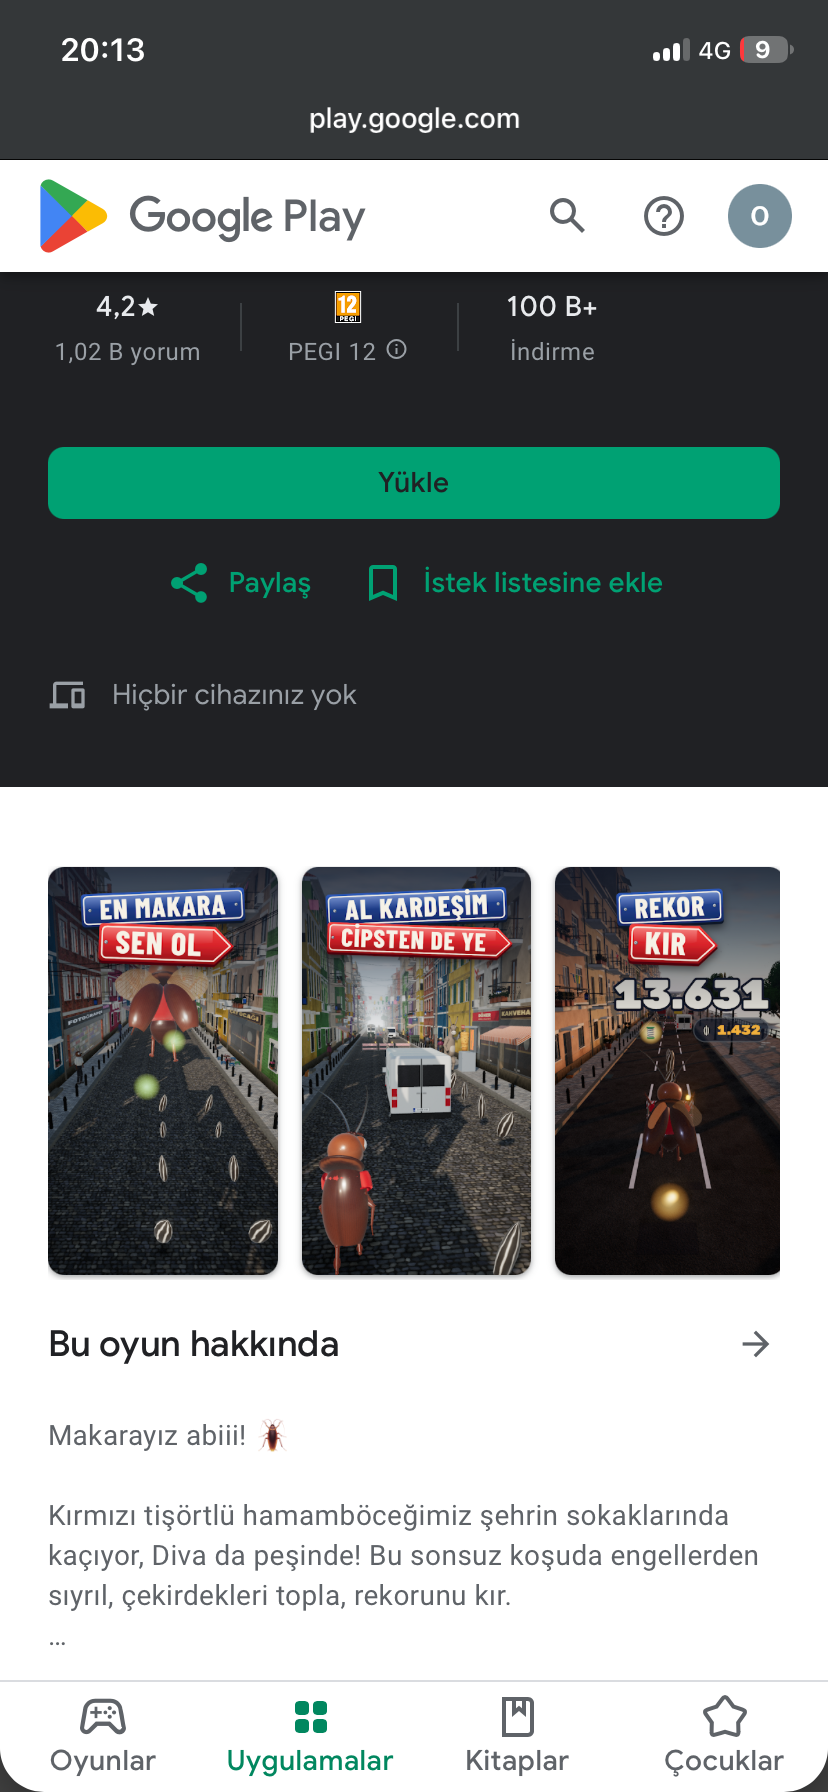 20:13
4G 9
play.google.com
Google Play
O
4,2★
12
PEGI
100 B+
1,02 B yorum
PEGI 12
İndirme
Yükle
Paylaş
İstek listesine ekle
Hiçbir cihazınız yok
EN MAKARA
SEN OL
FOTOĞRAFÇI
AL KARDEŞİM
CİPSTEN DE YE
KAHVEHA
REKOR
KIR
13.631
1.432
Bu oyun hakkında
Makarayız abiii! 🪳
Kırmızı tişörtlü hamamböceğimiz şehrin sokaklarında
kaçıyor, Diva da peşinde! Bu sonsuz koşuda engellerden
sıyrıl, çekirdekleri topla, rekorunu kır.
...
Oyunlar
Uygulamalar
Kitaplar
Çocuklar